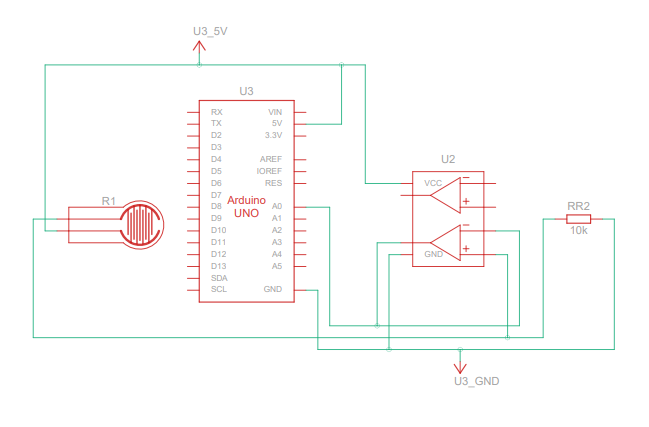 U3_5V
U3
RX
TX
D2
D3
D4
D5
D6
D7
D8
D9
D10
D11
D12
D13
SDA
SCL
VIN
5V
3.3V
AREF
IOREF
RES
A0
A1
A2
A3
A4
A5
GND
Arduino
UNO
R1
U2
VCC
GND
RR2
10k
U3_GND